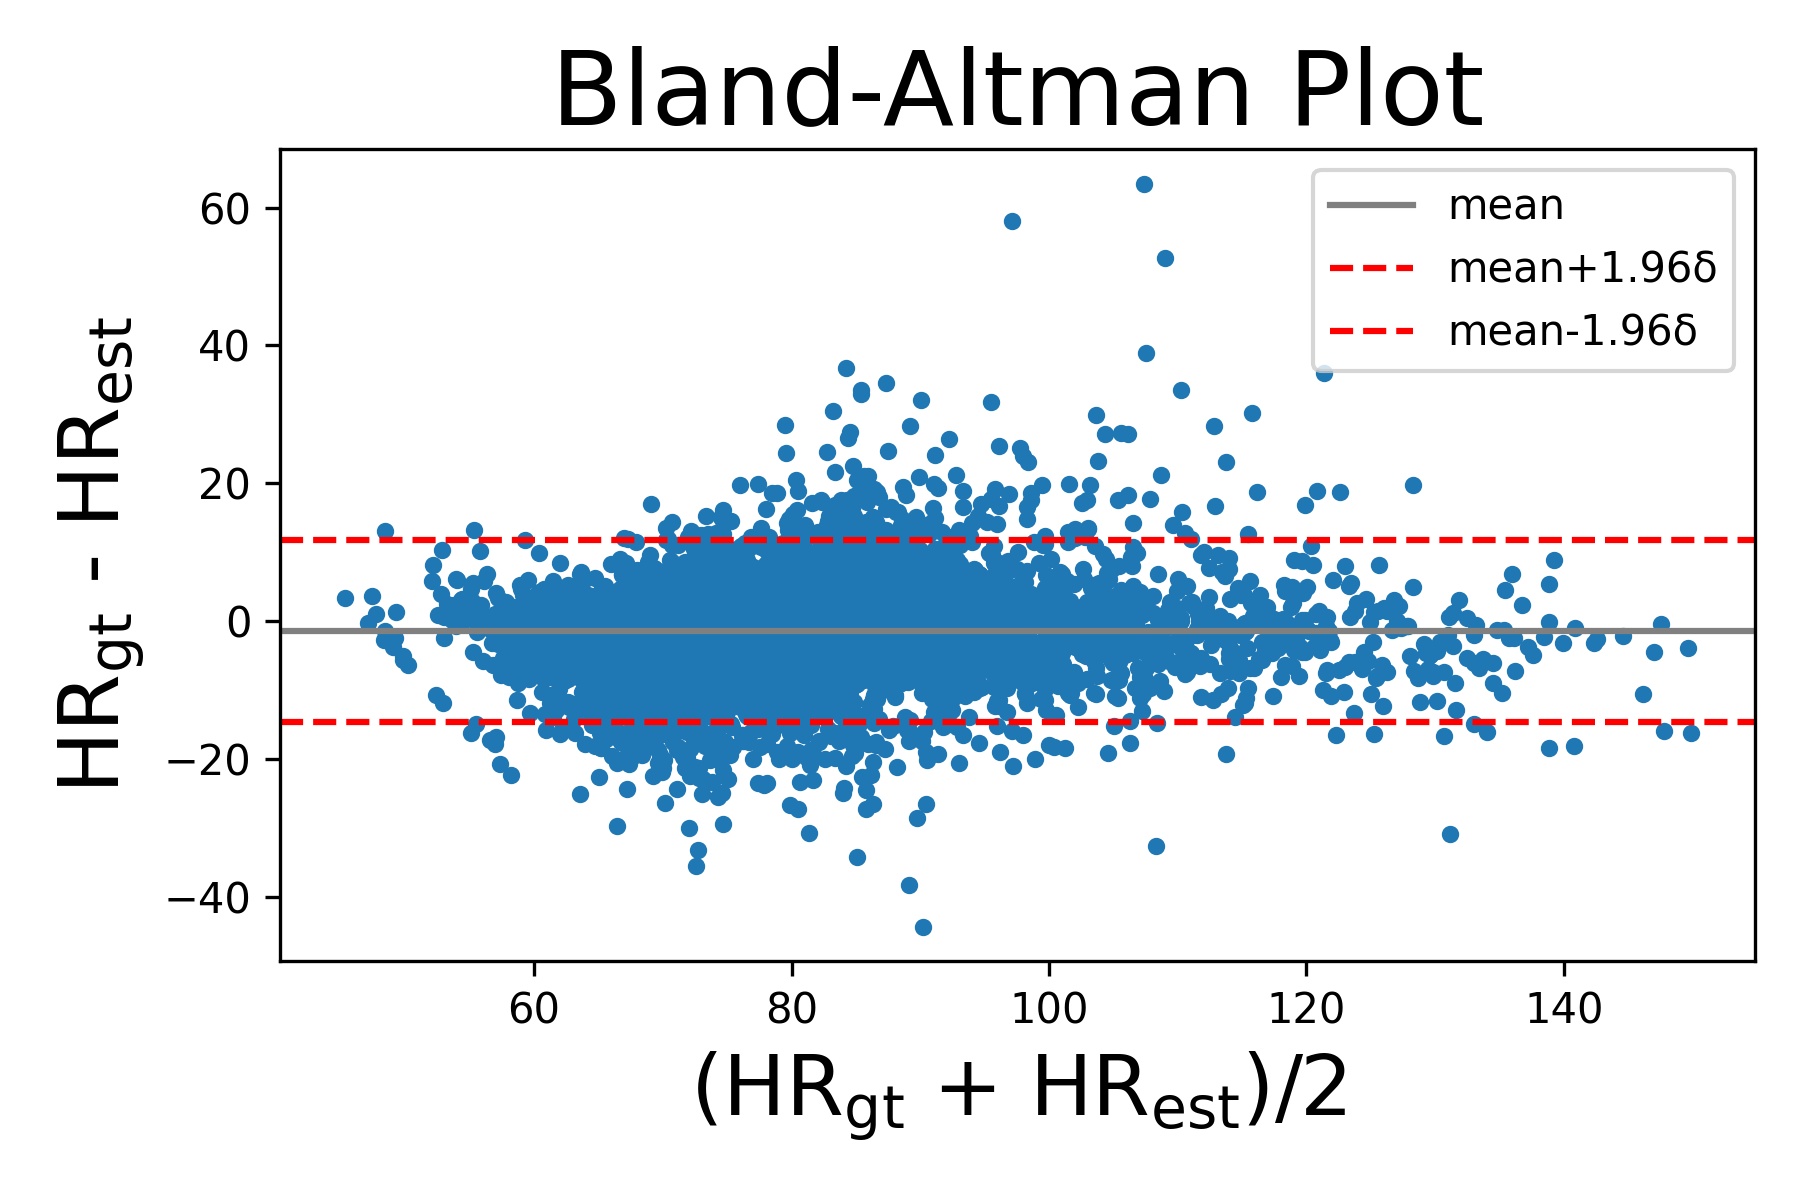 Bland-Altman Plot
mean
mean+1.96δ
mean-1.96δ
60
40
20
0
−20
−40
HRgt - HRest
60 80 100 120 140
(HRgt + HRest)/2